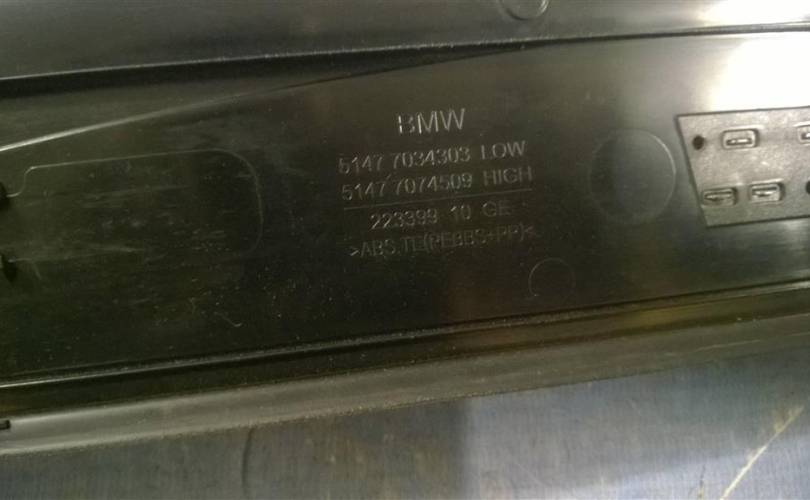 BMW
5147 7034303 LOW
5147 7074509 HIGH
223399 10 GE
>ABS,TE(PEBBS+PP)<